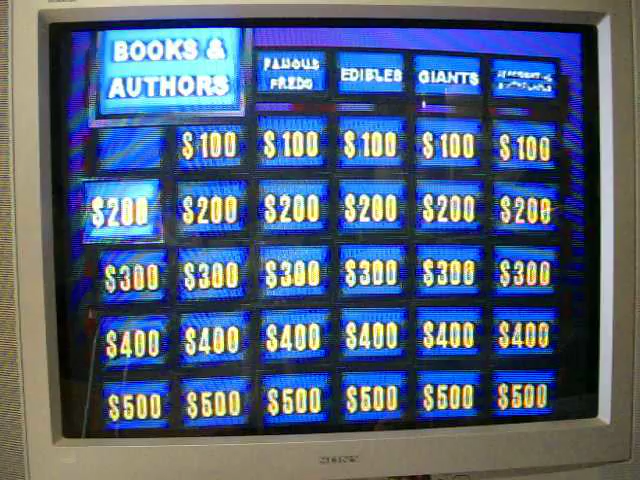 BOOKS &
AUTHORS
FAMOUS
FREDS
EDIBLES
GIANTS
$100 $100 $100 $100 $100
$200 $200 $200 $200 $200 $200
$300 $300 $300 $300 $300 $300
$400 $400 $400 $400 $400 $400
$500 $500 $500 $500 $500 $500
SONY